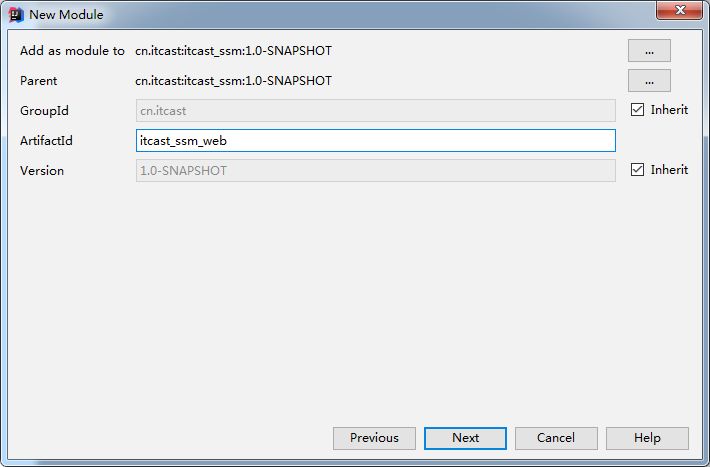 New Module
Add as module to cn.itcast:itcast_ssm:1.0-SNAPSHOT ...
Parent cn.itcast:itcast_ssm:1.0-SNAPSHOT ...
GroupId cn.itcast Inherit
ArtifactId itcast_ssm_web
Version 1.0-SNAPSHOT Inherit
Previous Next Cancel Help